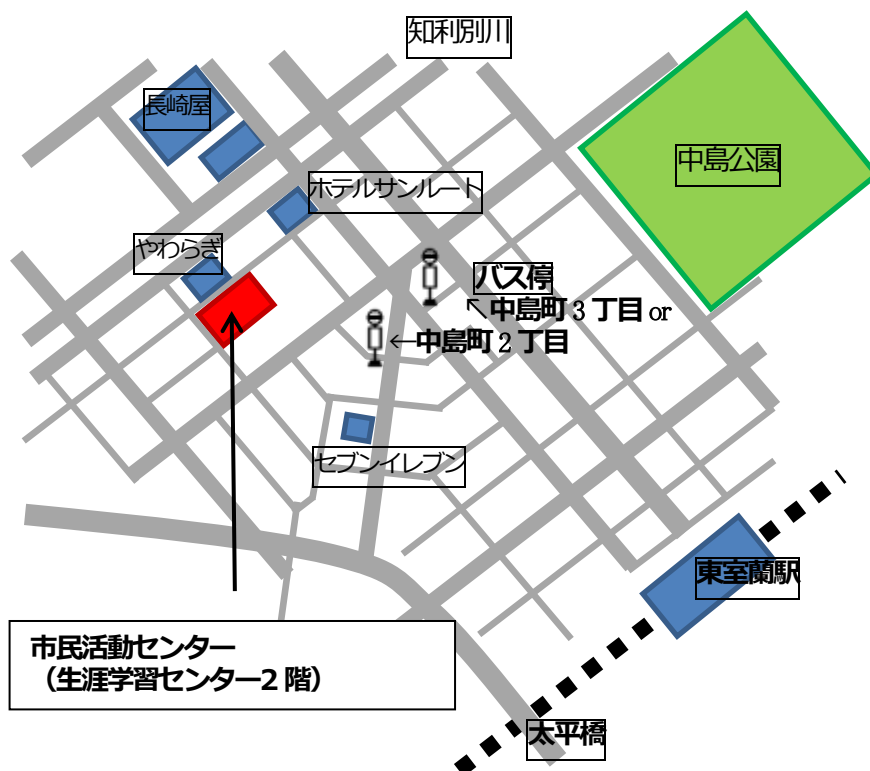 知利別川
長崎屋
中島公園
ホテルサンルート
やわらぎ
バス停
↖中島町3丁目or
←中島町2丁目
セブンイレブン
東室蘭駅
市民活動センター
（生涯学習センター2階）
太平橋